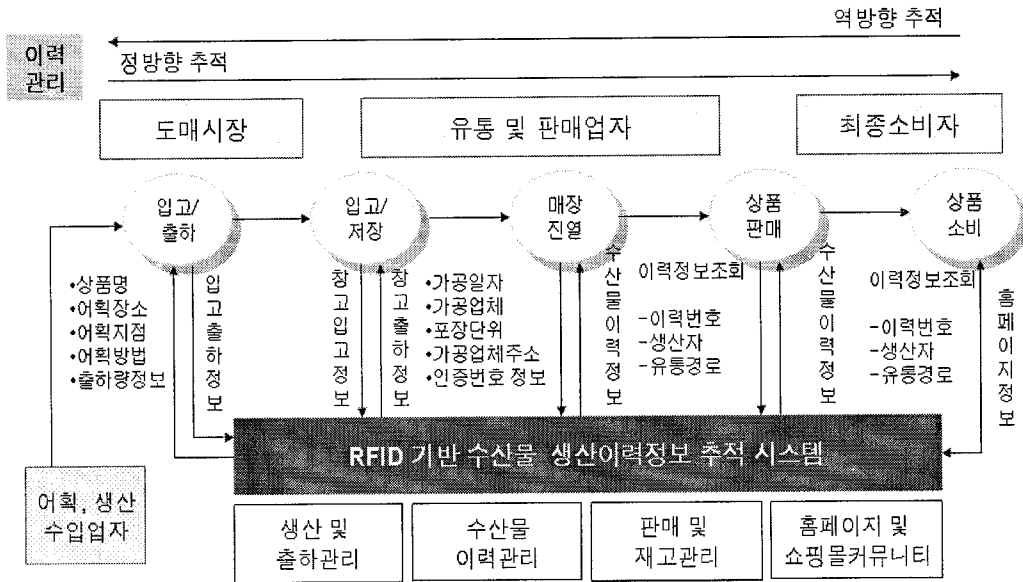 역방향 추적
이력
관리
정방향 추적
도매시장
유통 및 판매업자
최종소비자
입고/
출하
입고/
저장
매장
진열
상품
판매
상품
소비
•상품명
•어획장소
•어획지점
•어획방법
•출하량정보
입고출하정보
창고입고정보
창고출하정보
•가공일자
•가공업체
•포장단위
•가공업체주소
•인증번호 정보
수산물이력정보
이력정보조회
-이력번호
-생산자
-유통경로
수산물이력정보
이력정보조회
-이력번호
-생산자
-유통경로
홈페이지정보
RFID 기반 수산물 생산이력정보 추적 시스템
어획, 생산
수입업자
생산 및
출하관리
수산물
이력관리
판매 및
재고관리
홈페이지 및
쇼핑몰커뮤니티